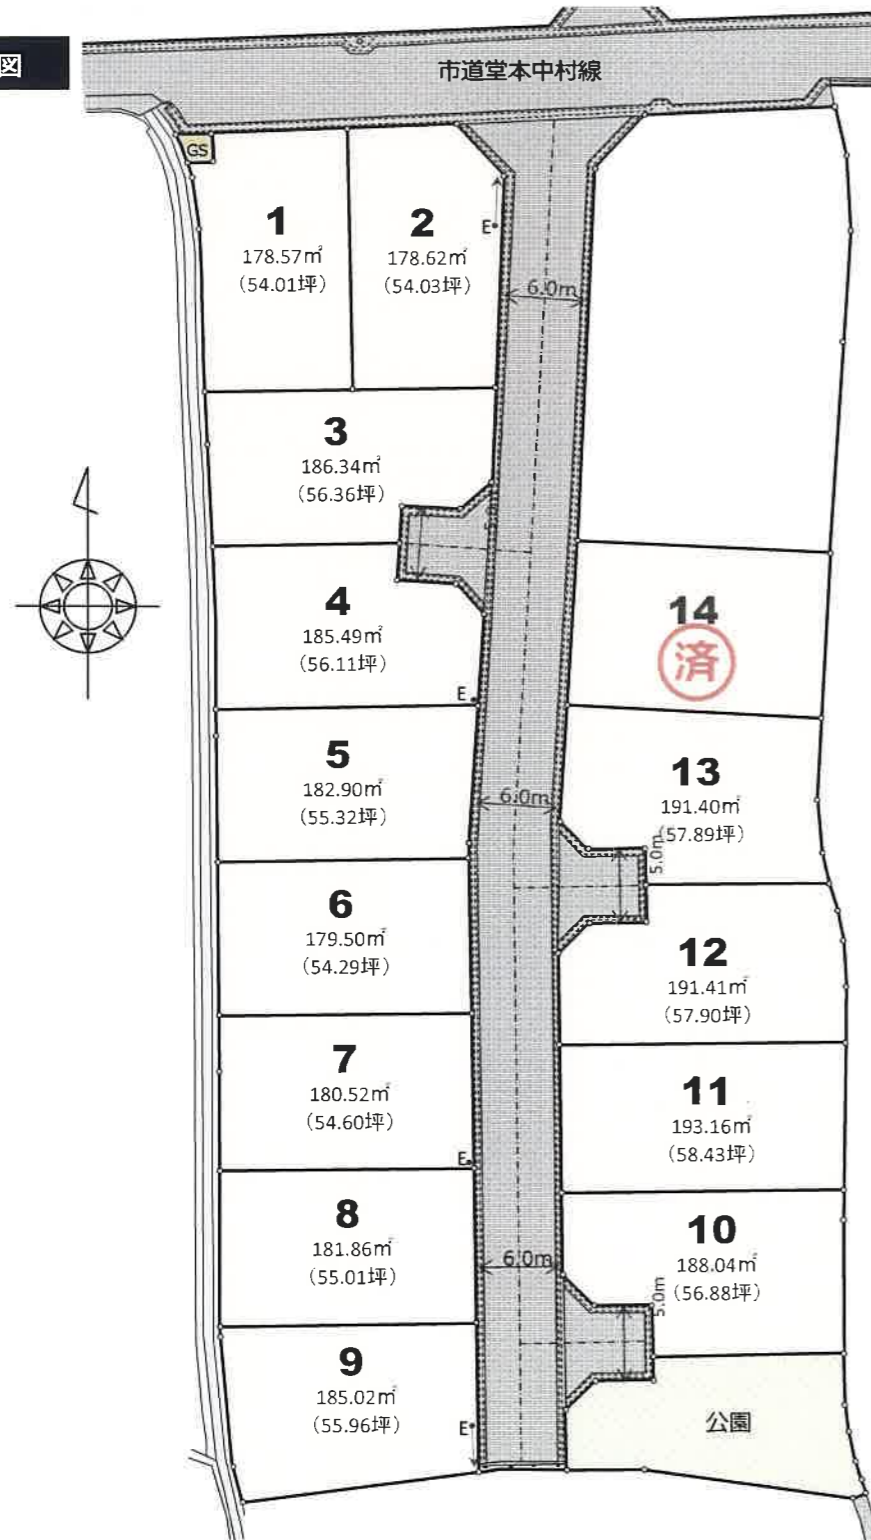 図
市道堂本中村線
GS
1
178.57㎡
（54.01坪）
2
178.62㎡
（54.03坪）
E
6.0m
3
186.34㎡
（56.36坪）
4
185.49㎡
（56.11坪）
E
14
済
5
182.90㎡
（55.32坪）
6.0m
13
191.40㎡
（57.89坪）
5.0m
6
179.50㎡
（54.29坪）
12
191.41㎡
（57.90坪）
7
180.52㎡
（54.60坪）
E
11
193.16㎡
（58.43坪）
8
181.86㎡
（55.01坪）
6.0m
10
188.04㎡
（56.88坪）
5.0m
9
185.02㎡
（55.96坪）
E
公園